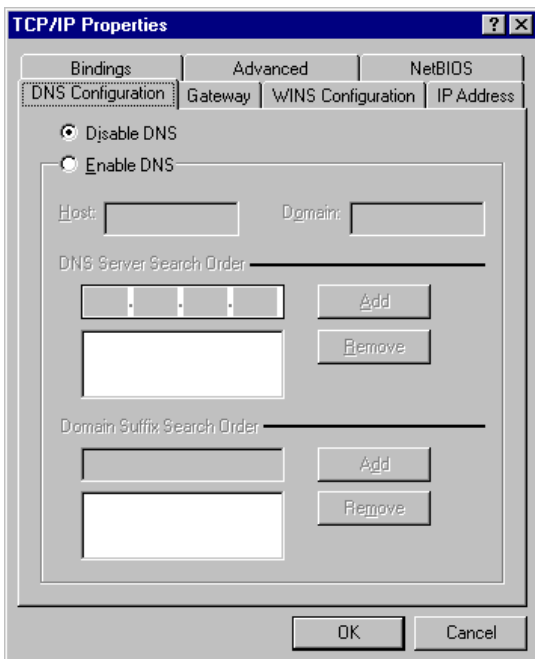 TCP/IP Properties
Bindings Advanced NetBIOS
DNS Configuration Gateway WINS Configuration IP Address
Disable DNS
Enable DNS
Host: Domain:
DNS Server Search Order
. . . Add
Remove
Domain Suffix Search Order
Add
Remove
OK Cancel